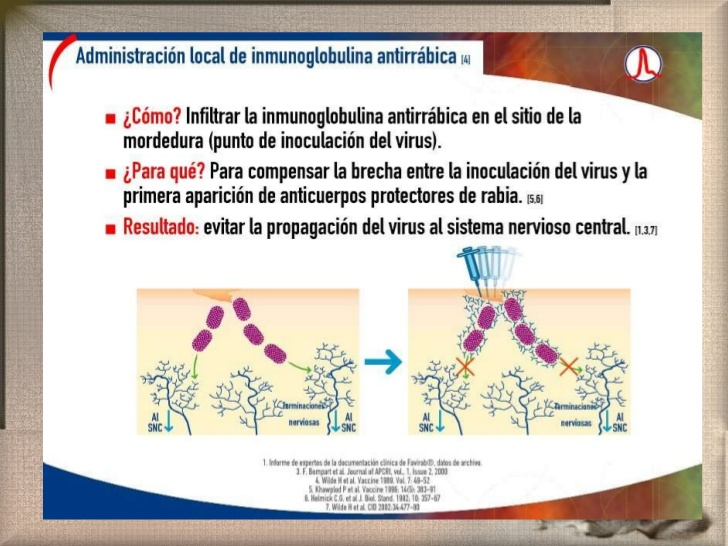 Administración local de inmunoglobulina antirrábica [4]
¿Cómo? Infiltrar la inmunoglobulina antirrábica en el sitio de la
mordedura (punto de inoculación del virus).
¿Para qué? Para compensar la brecha entre la inoculación del virus y la
primera aparición de anticuerpos protectores de rabia. [5,6]
Resultado: evitar la propagación del virus al sistema nervioso central. [1,3,7]
Al
SNC
Terminaciones
nerviosas
Al
SNC
Al
SNC
Terminaciones
nerviosas
Al
SNC
1. Informe de expertos de la documentación clínica de Favirab®, datos de archivo.
3. F. Bompart et al. Journal of APCRI, vol., 1, Issue 2, 2000
4. Wilde H et al. Vaccine 1989. Vol. 7: 49-52
5. Khawplod P et al. Vaccine 1996; 14(5): 383-91
6. Helmick C.G. et al J. Biol. Stand. 1982; 10: 357-67
7. Wilde H et al. CID 2002:34:477-80